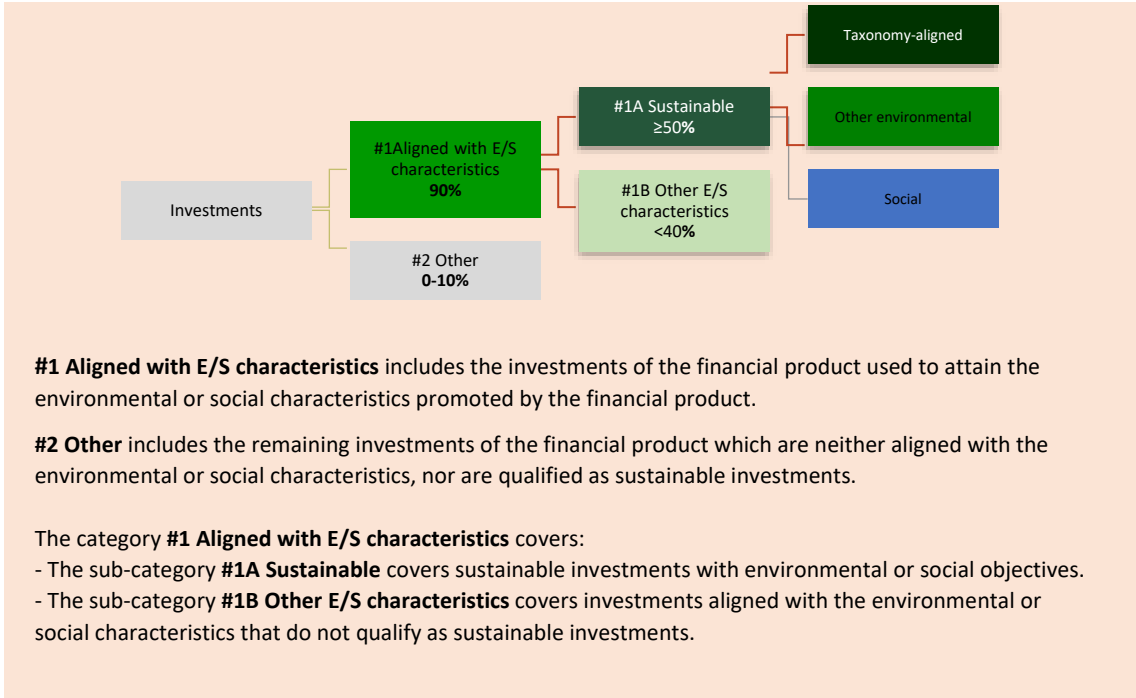 Taxonomy-aligned
#1A Sustainable
≥50%
Other environmental
#1Aligned with E/S
characteristics
90%
#1B Other E/S
characteristics
<40%
Social
Investments
#2 Other
0-10%
#1 Aligned with E/S characteristics includes the investments of the financial product used to attain the
environmental or social characteristics promoted by the financial product.
#2 Other includes the remaining investments of the financial product which are neither aligned with the
environmental or social characteristics, nor are qualified as sustainable investments.
The category #1 Aligned with E/S characteristics covers:
- The sub-category #1A Sustainable covers sustainable investments with environmental or social objectives.
- The sub-category #1B Other E/S characteristics covers investments aligned with the environmental or
social characteristics that do not qualify as sustainable investments.